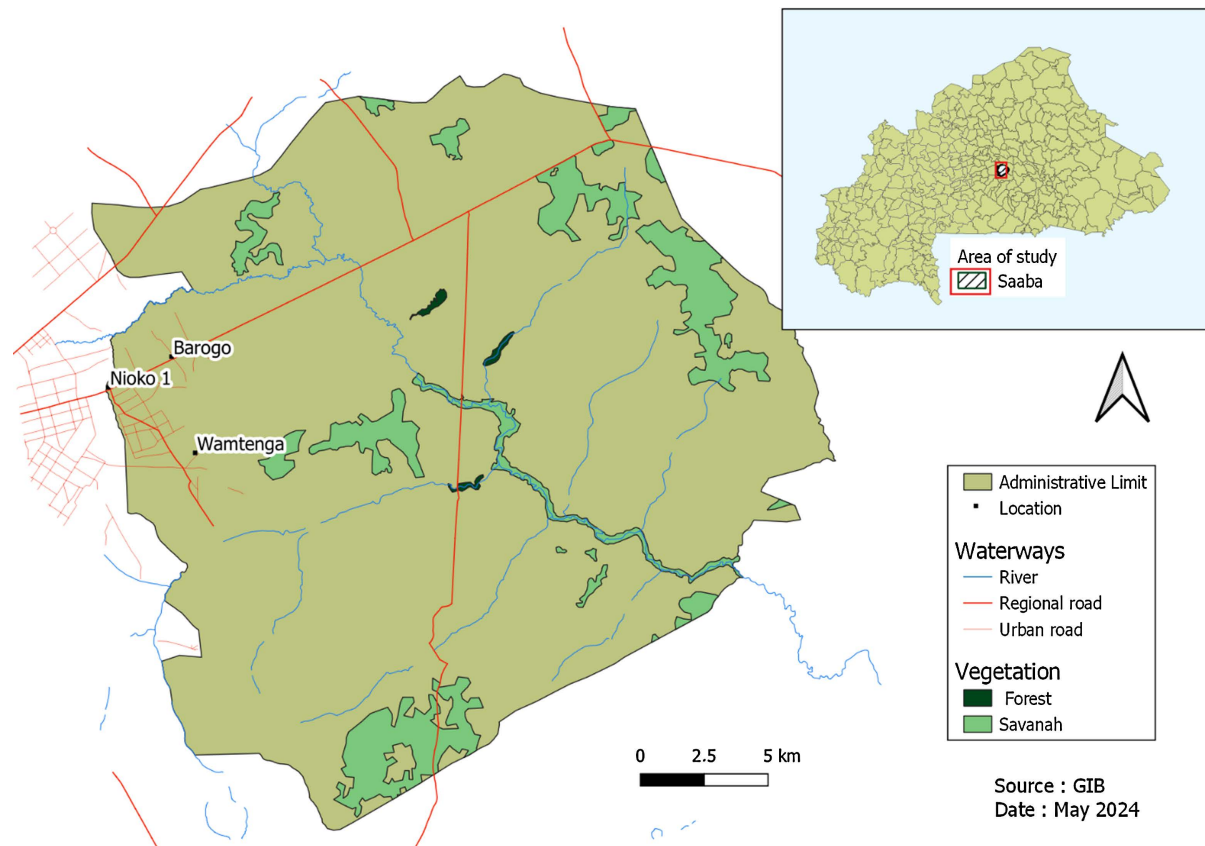 Area of study
Saaba
Barogo
Nioko 1
Wamtenga
Administrative Limit
Location
Waterways
River
Regional road
Urban road
Vegetation
Forest
Savanah
0 2.5 5 km
Source : GIB
Date : May 2024